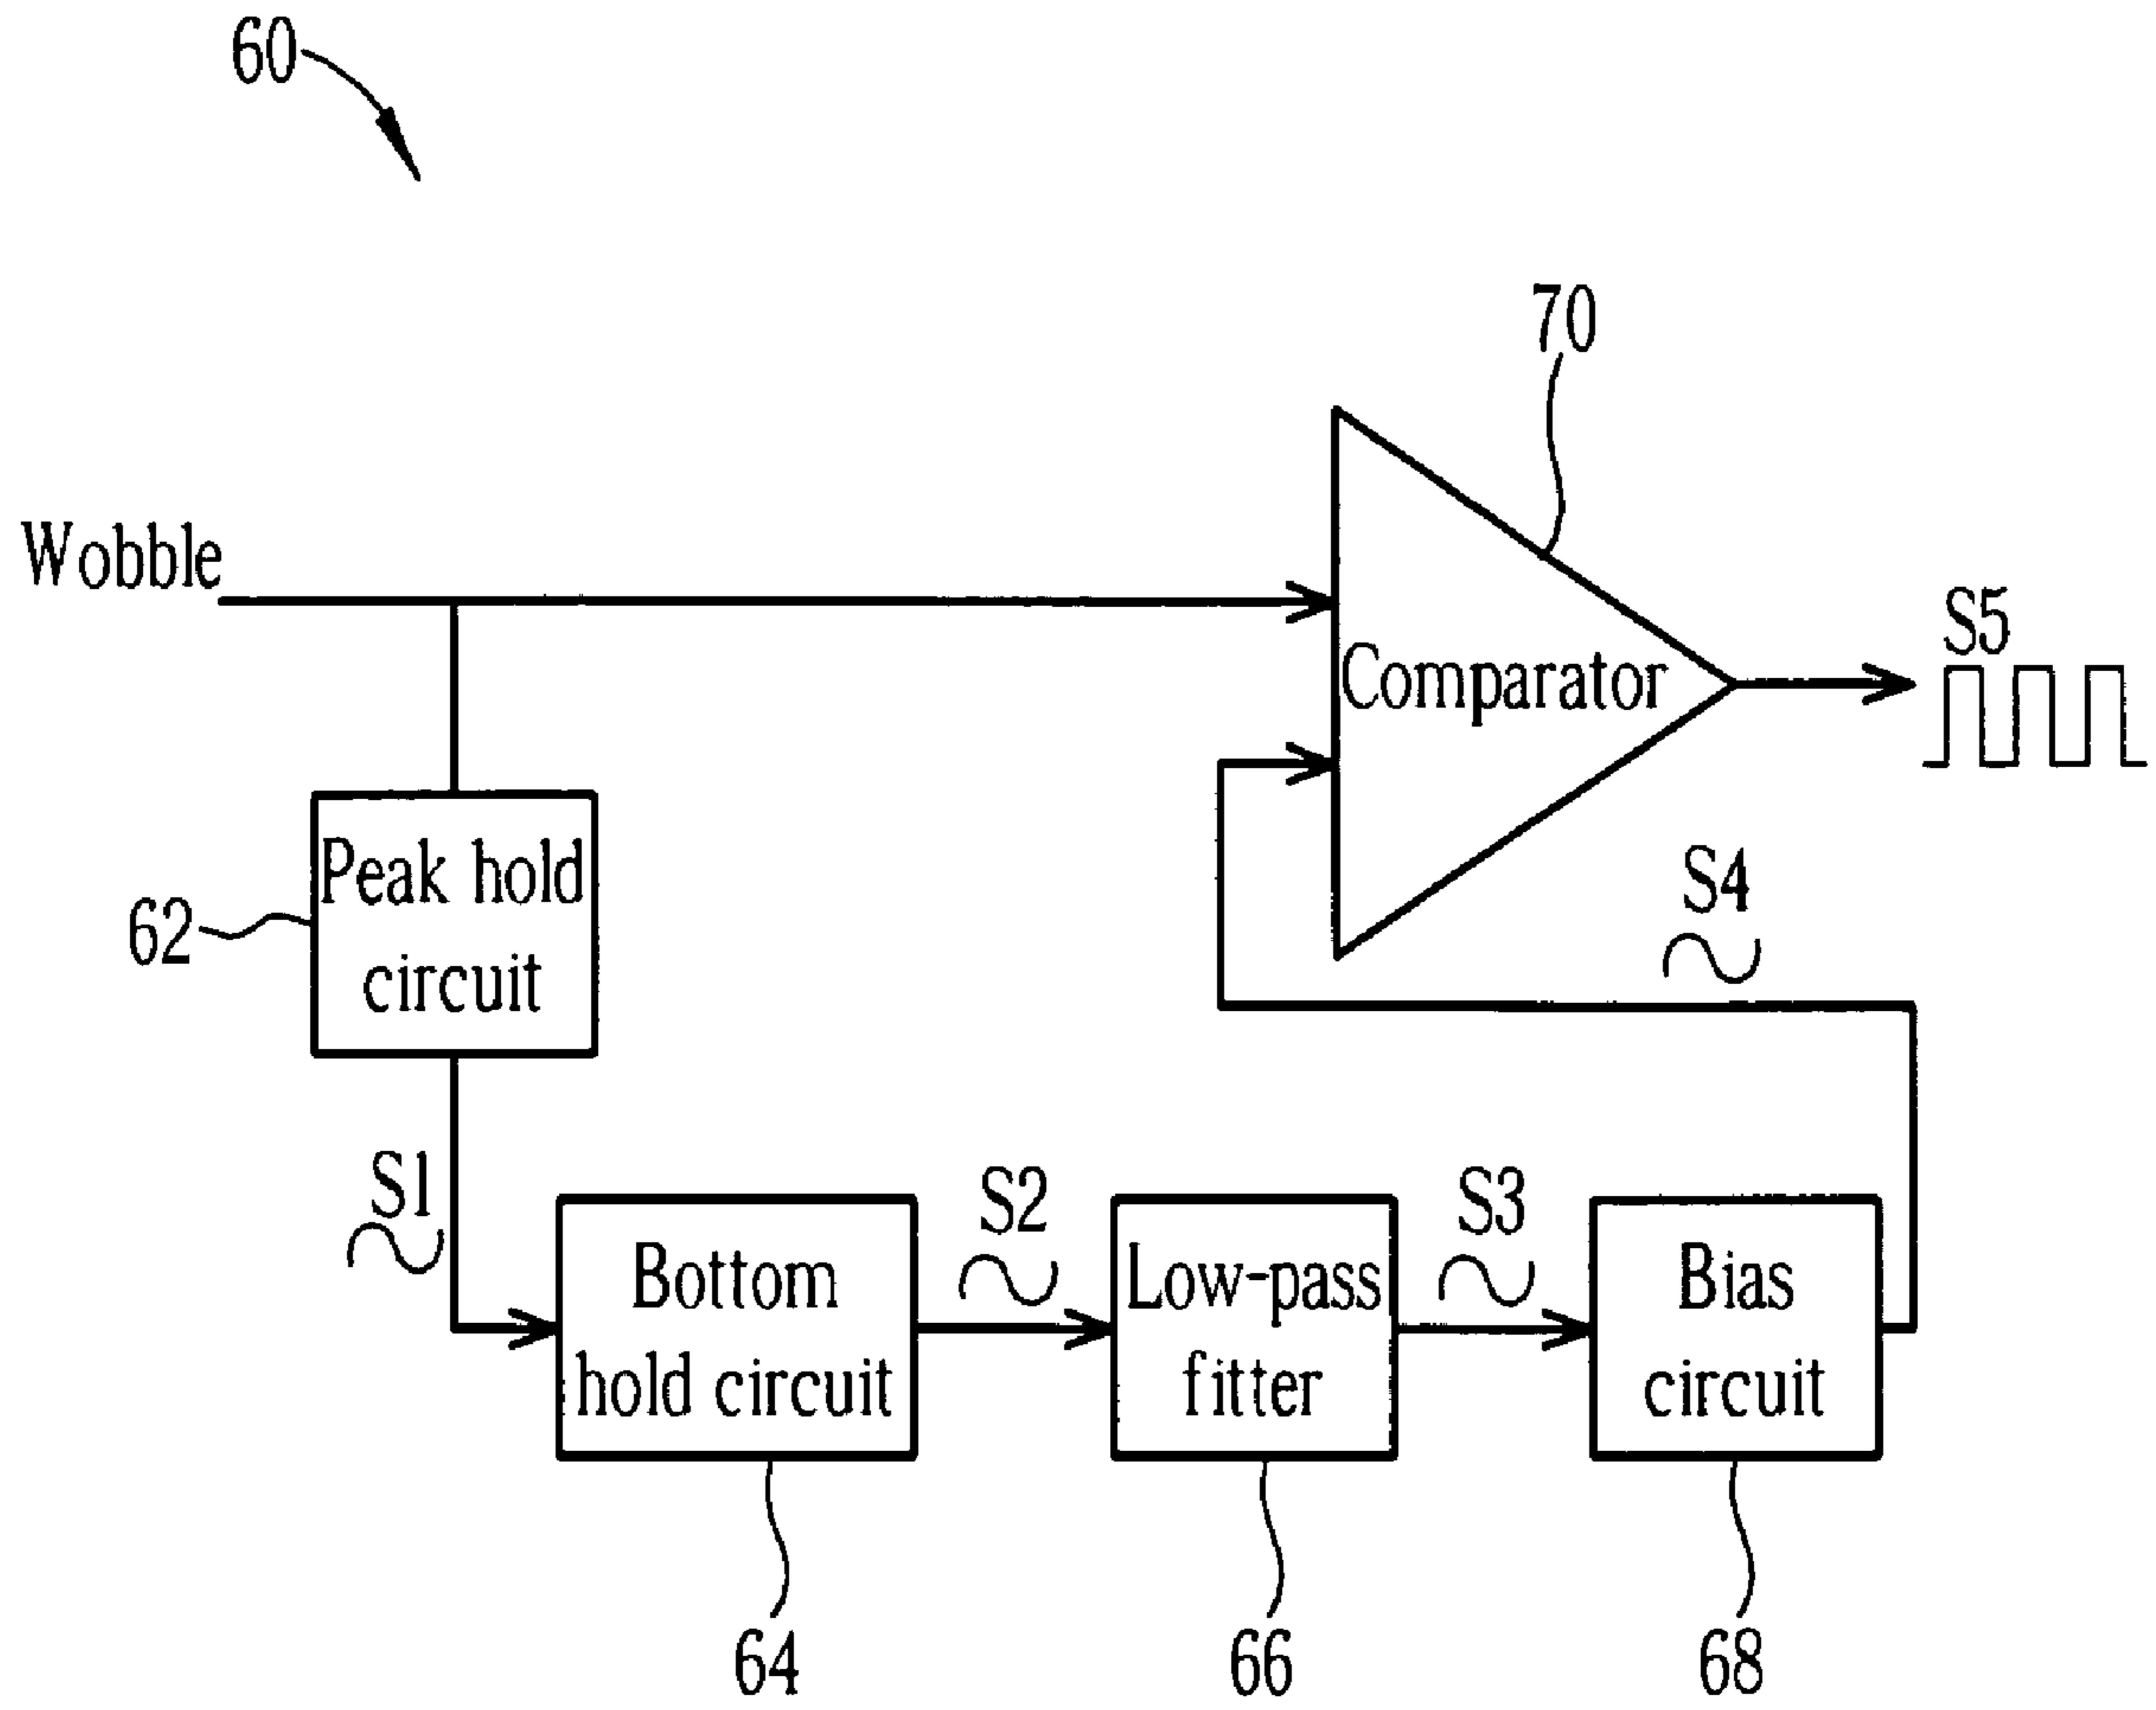 60
70
Wobble
S5
Comparator
Peak hold
circuit
62
S4
S1
S2
S3
Bottom
hold circuit
Low-pass
fitter
Bias
circuit
64
66
68